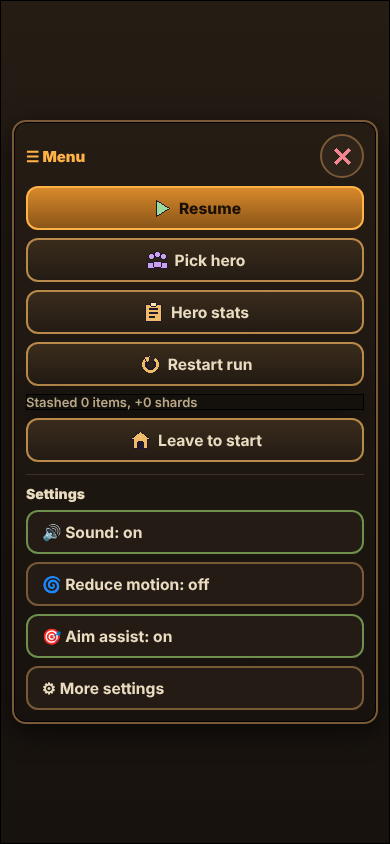 ☰ Menu
Resume
Pick hero
Hero stats
Restart run
Stashed 0 items, +0 shards
Leave to start
Settings
🔊 Sound: on
🌀 Reduce motion: off
🎯 Aim assist: on
⚙ More settings